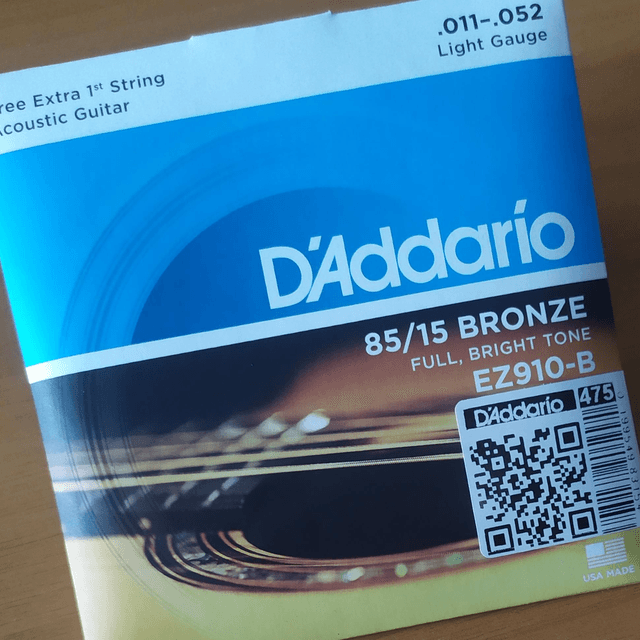 .011–.052
Light Gauge
ree Extra 1st String
Acoustic Guitar
D'Addario
85/15 BRONZE
FULL, BRIGHT TONE
EZ910-B
D'Addario
475
USA MADE